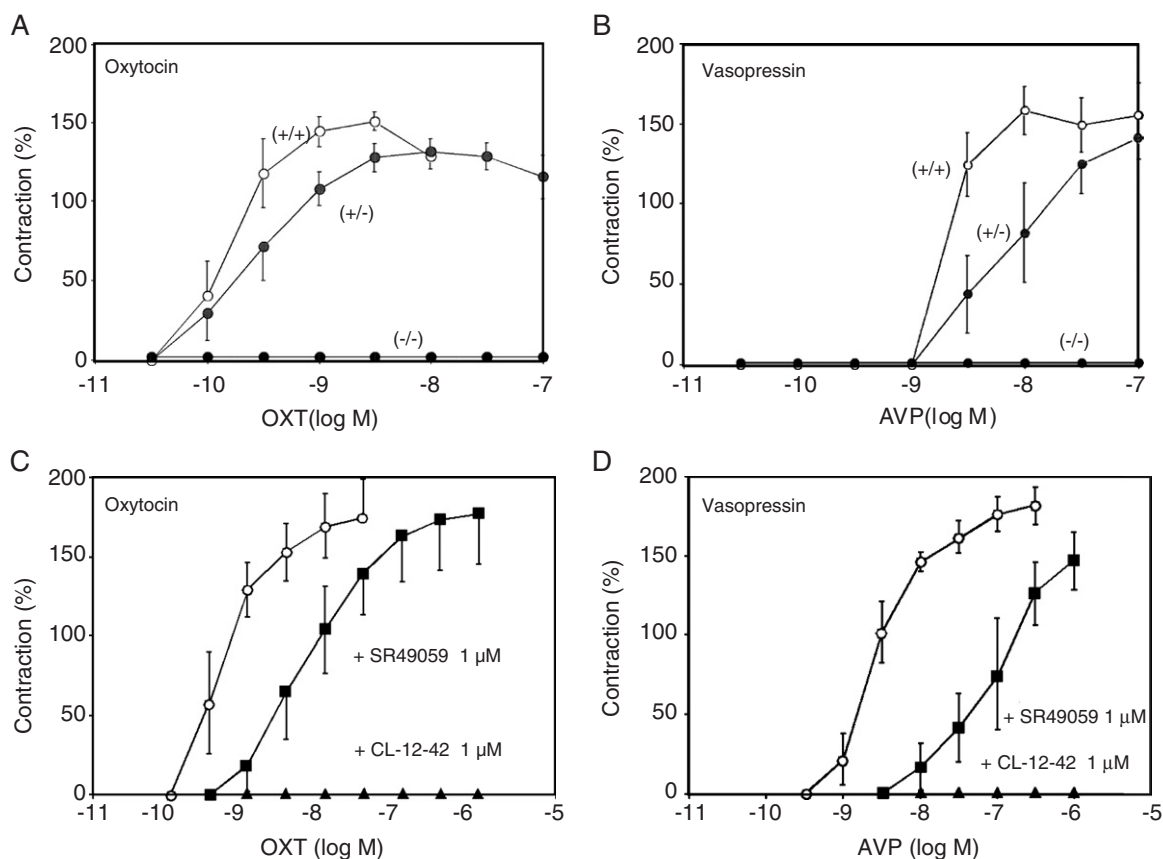 A
200
Oxytocin
(+/+)
150
Contraction (%)
100
(+/-)
50
(-/-)
0
-11 -10 -9 -8 -7
OXT(log M)
B
200
Vasopressin
150
(+/+)
Contraction (%)
100
(+/-)
50
(-/-)
0
-11 -10 -9 -8 -7
AVP(log M)
C
200
Oxytocin
150
Contraction (%)
100
+ SR49059 1 µM
50
+ CL-12-42 1 µM
0
-11 -10 -9 -8 -7 -6 -5
OXT (log M)
D
200
Vasopressin
150
Contraction (%)
100
50
+ SR49059 1 µM
+ CL-12-42 1 µM
0
-11 -10 -9 -8 -7 -6 -5
AVP (log M)